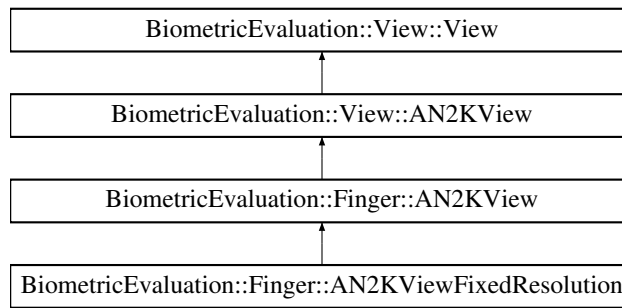 BiometricEvaluation::View::View
BiometricEvaluation::View::AN2KView
BiometricEvaluation::Finger::AN2KView
BiometricEvaluation::Finger::AN2KViewFixedResolution